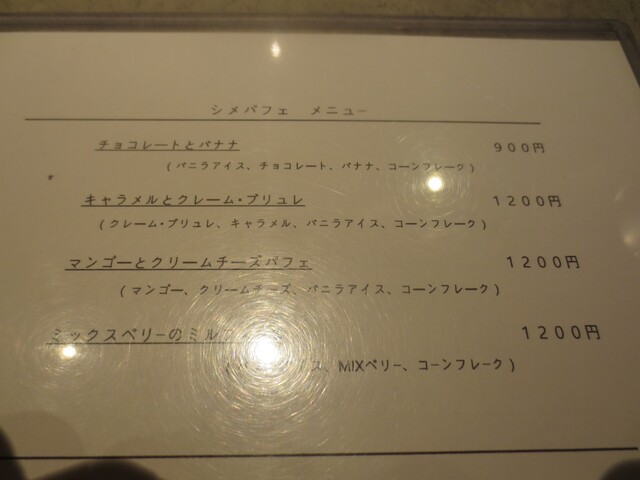 シメパフェ メニュー
チョコレートとバナナ 900円
(バニラアイス、チョコレート、バナナ、コーンフレーク)
キャラメルとクレーム・ブリュレ 1200円
(クレーム・ブリュレ、キャラメル、バニラアイス、コーンフレーク)
マンゴーとクリームチーズパフェ 1200円
(マンゴー、クリームチーズ、バニラアイス、コーンフレーク)
ミックスベリーのミル 1200円
、MIXベリー、コーンフレーク)